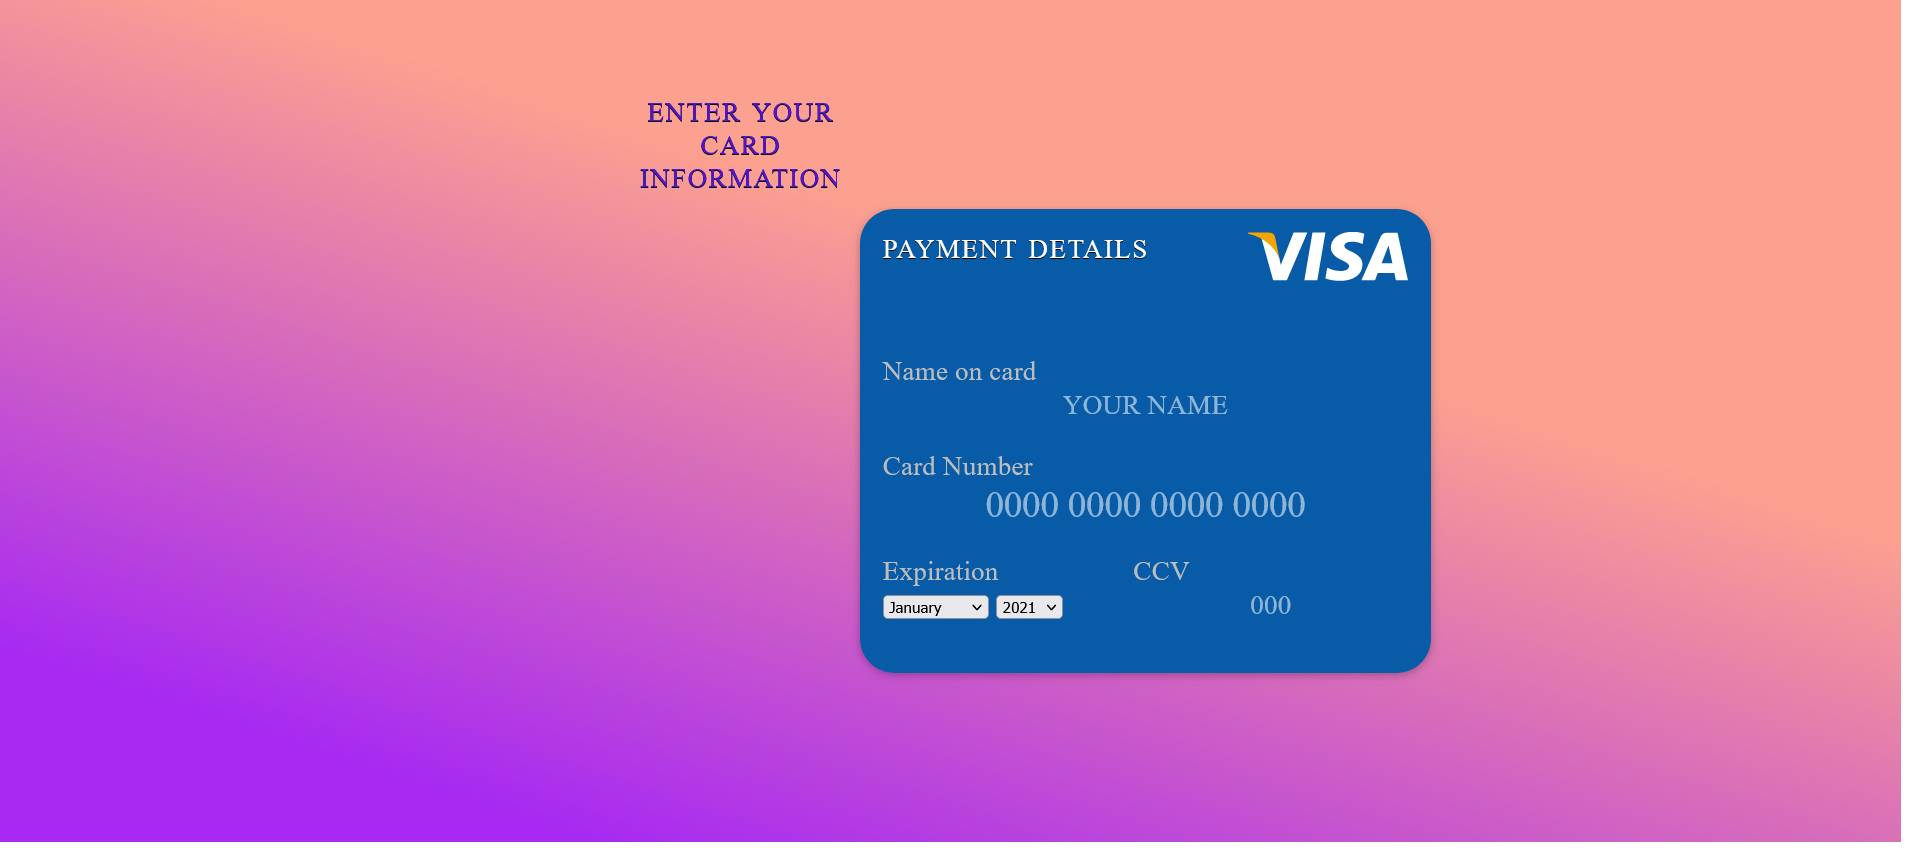 ENTER YOUR
CARD
INFORMATION
PAYMENT DETAILS
VISA
Name on card
YOUR NAME
Card Number
0000 0000 0000 0000
Expiration CCV
January 2021 000